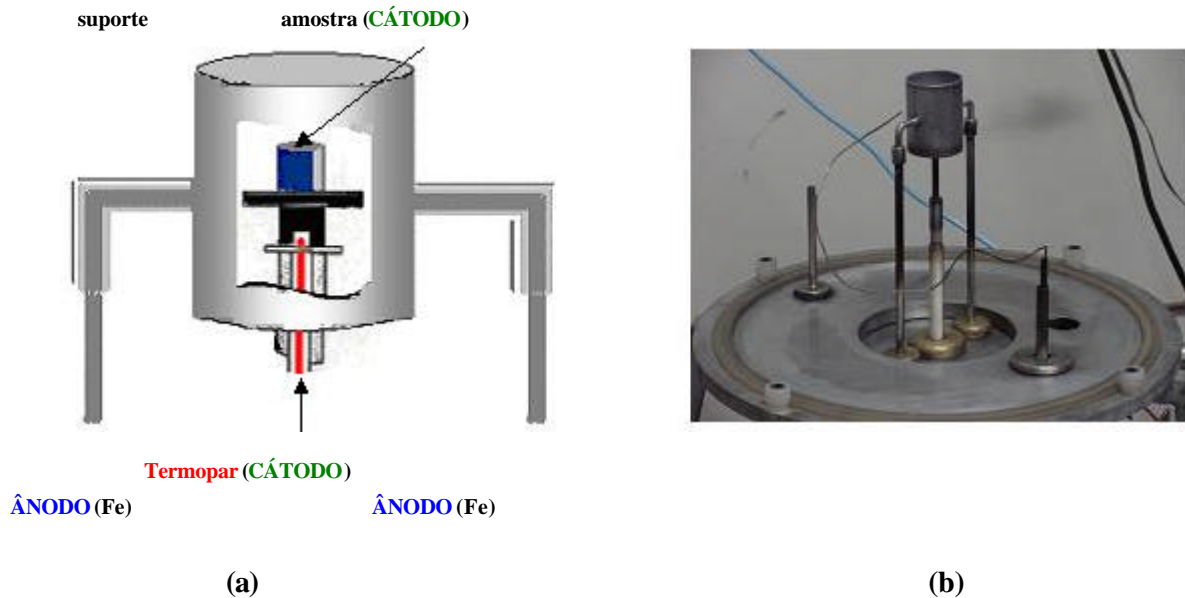 suporte amostra (CÁTODO)
Termopar (CÁTODO)
ÂNODO (Fe) ÂNODO (Fe)
(a) (b)